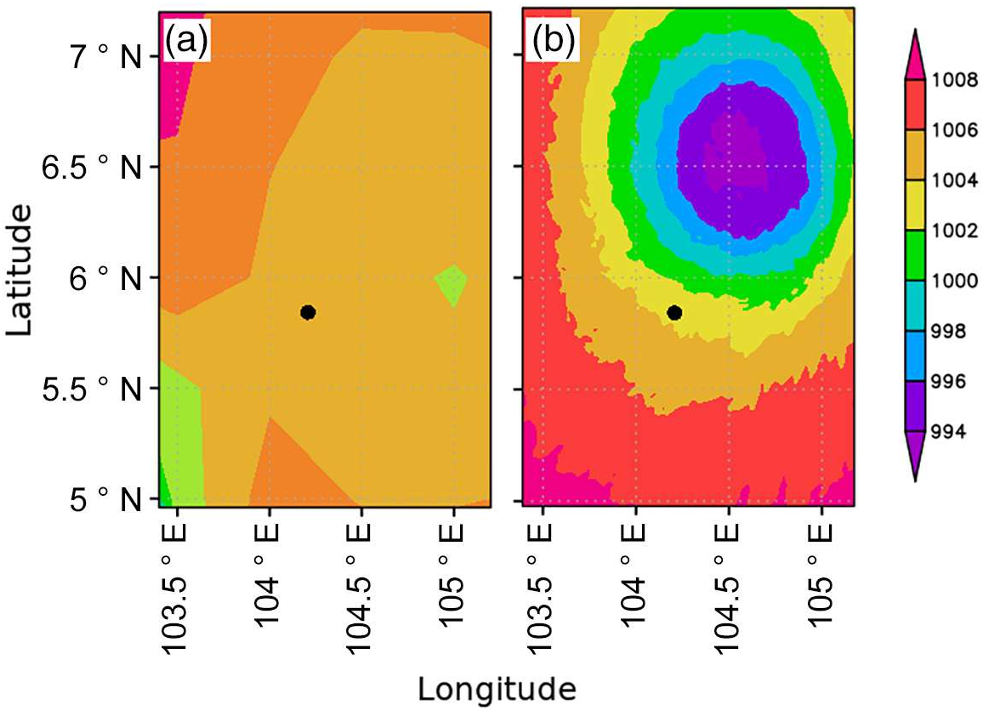 (a)
(b)
Latitude
7 ° N
6.5 ° N
6 ° N
5.5 ° N
5 ° N
103.5 ° E
104 ° E
104.5 ° E
105 ° E
103.5 ° E
104 ° E
104.5 ° E
105 ° E
Longitude
1008
1006
1004
1002
1000
998
996
994